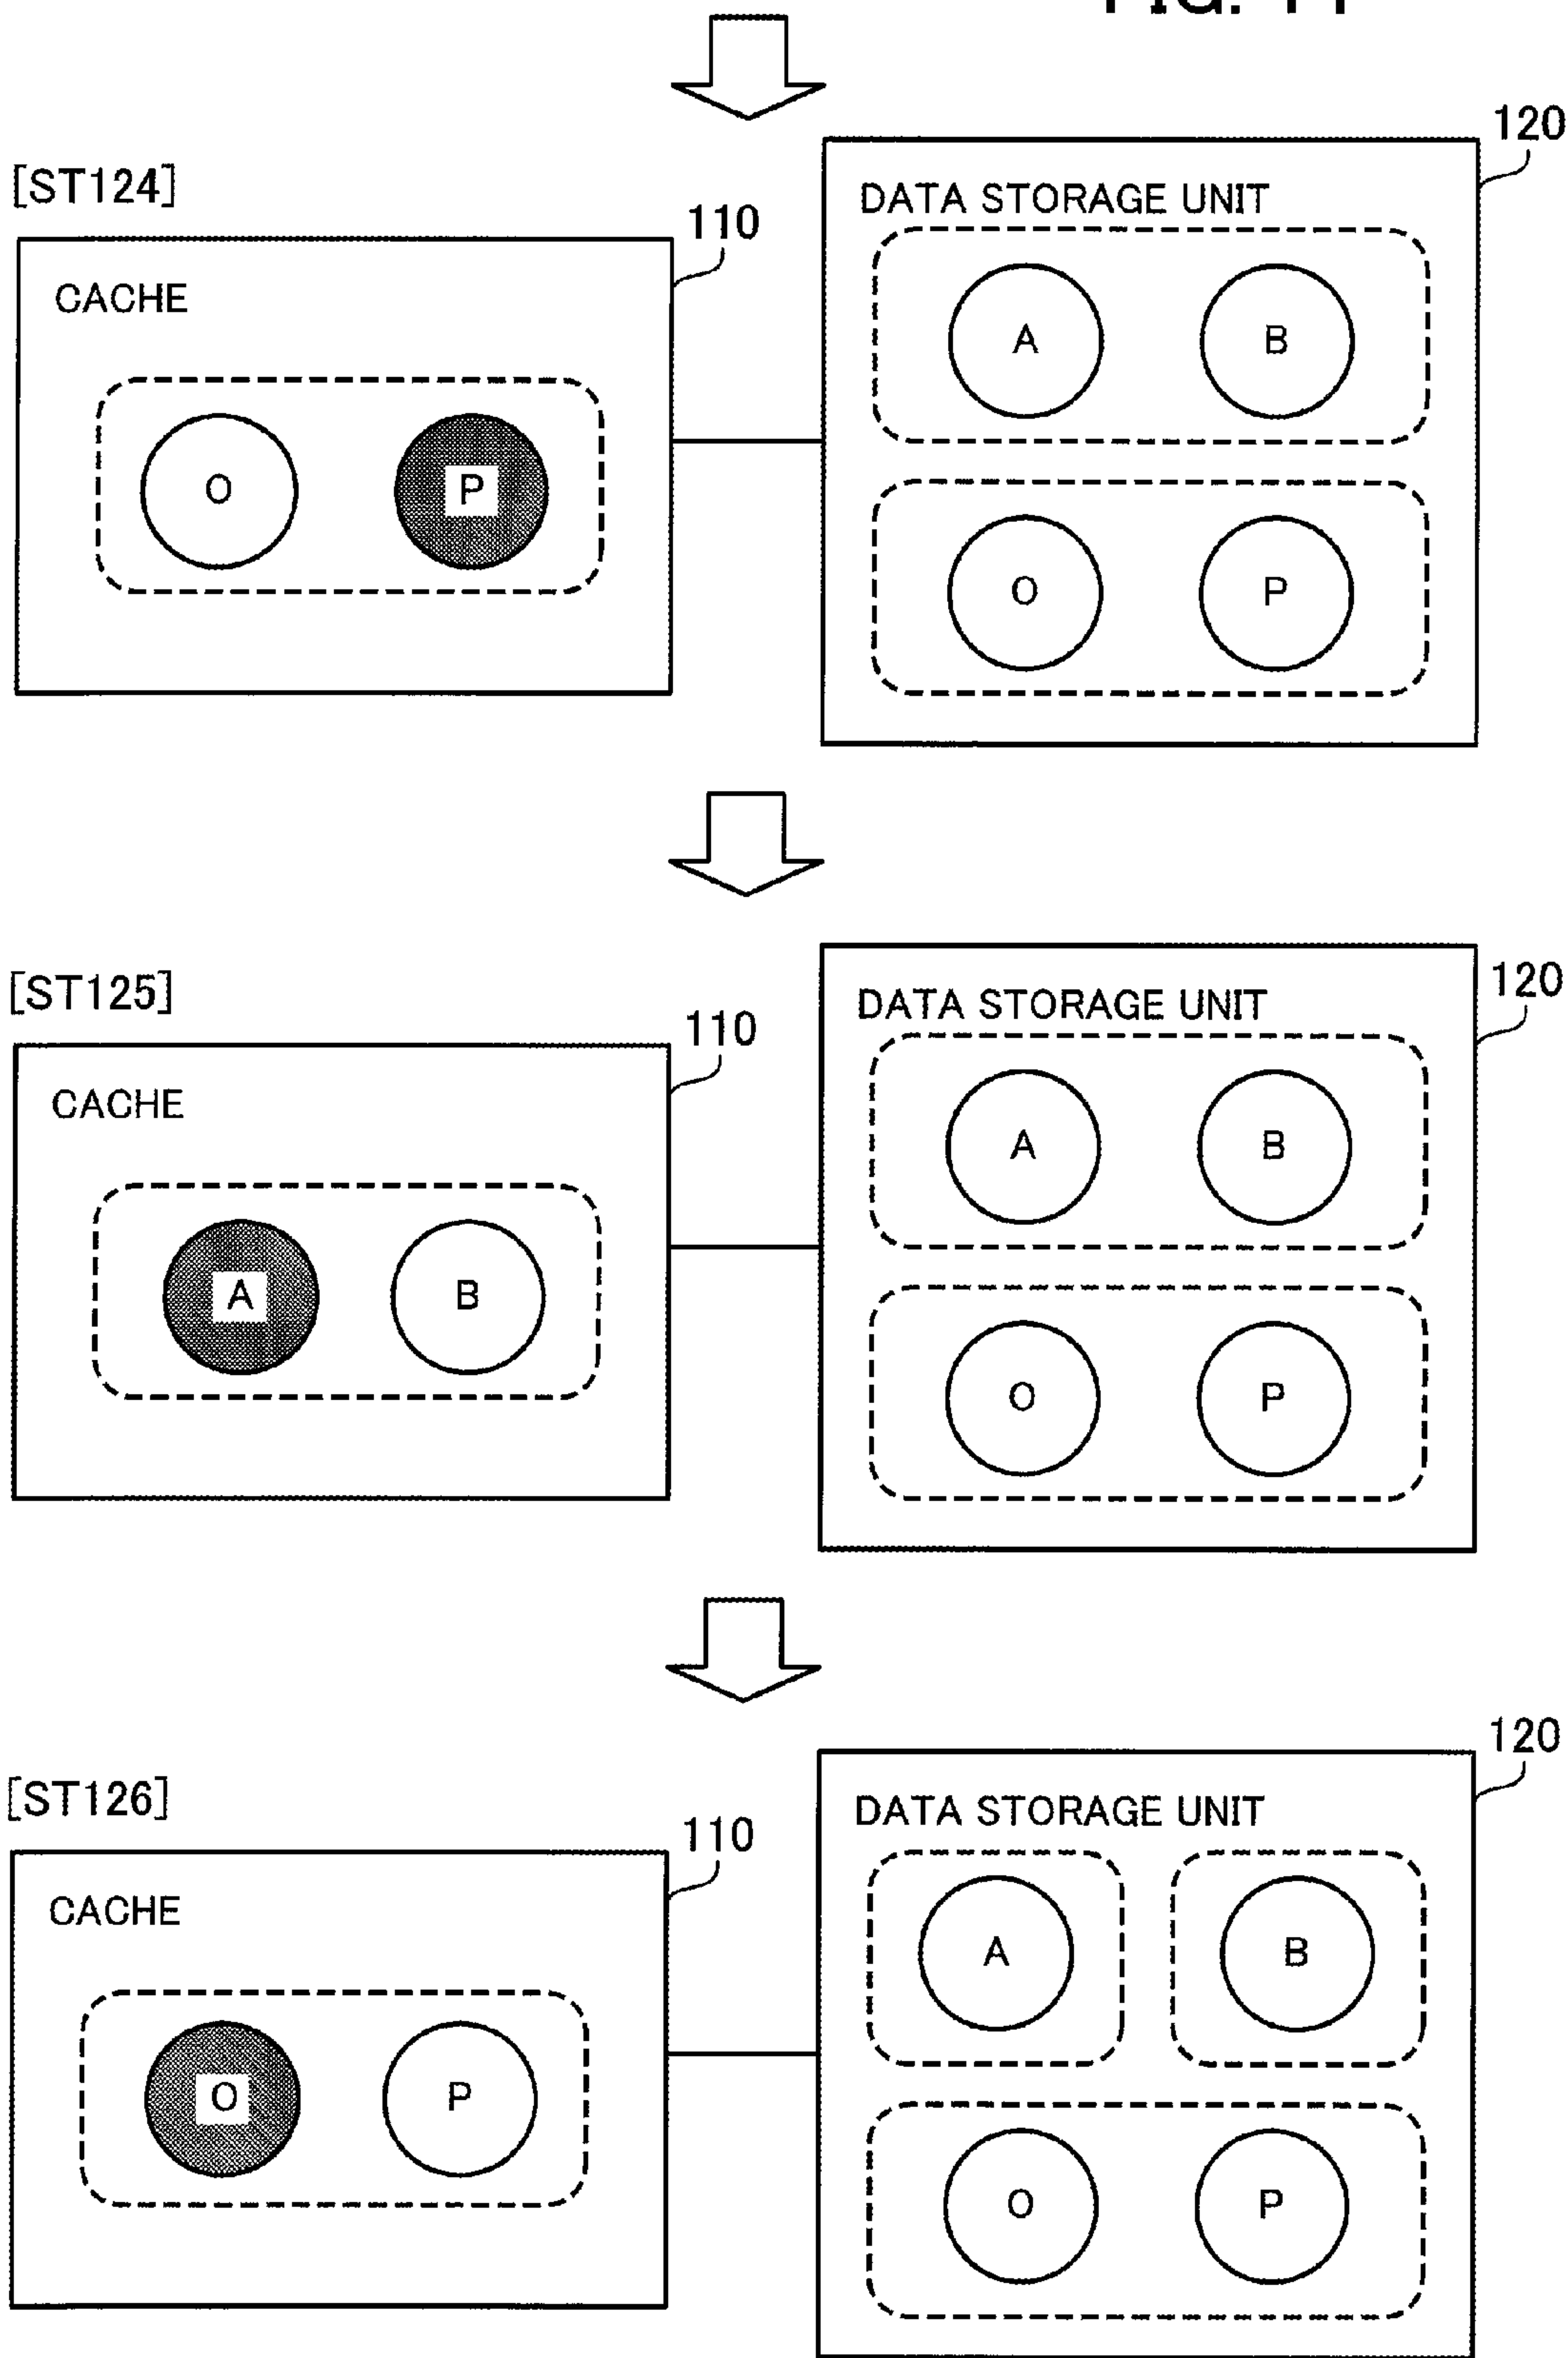 [ST124]
120
DATA STORAGE UNIT
110
CACHE
A B
O P
O P
[ST125]
120
DATA STORAGE UNIT
110
CACHE
A B
A B
O P
[ST126]
120
DATA STORAGE UNIT
110
CACHE
A B
O P
O P